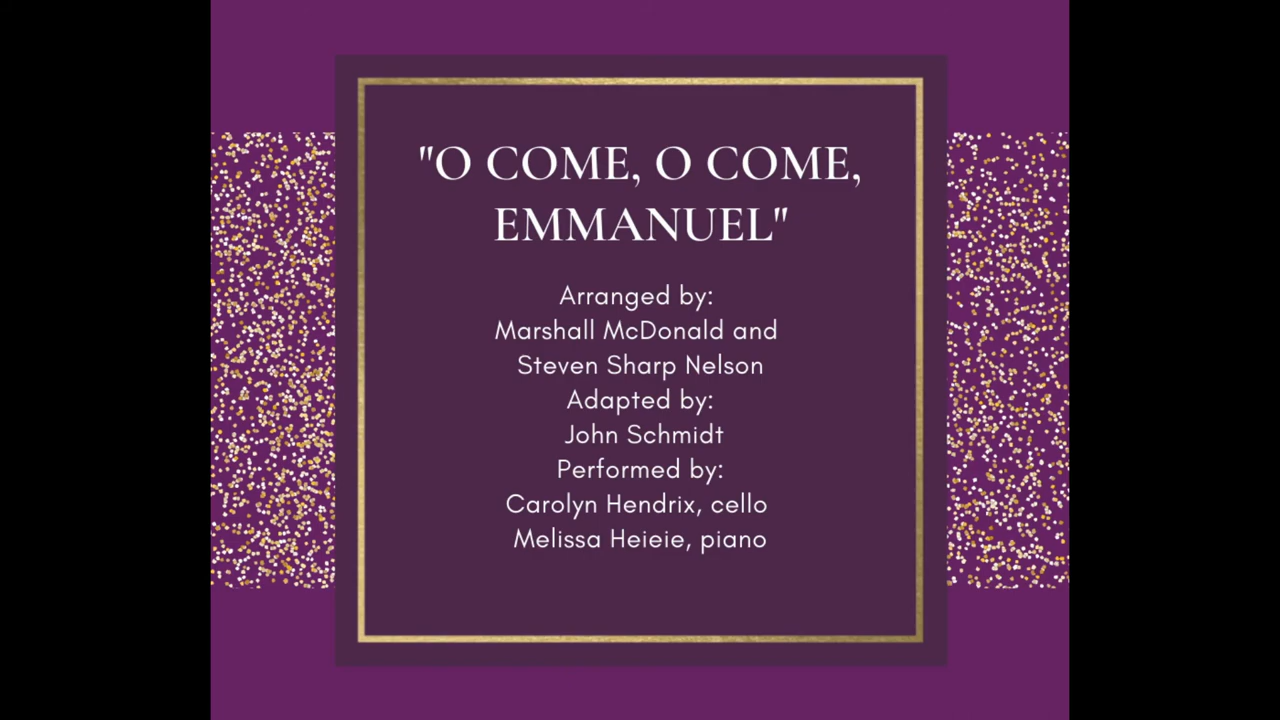 "O COME, O COME,
EMMANUEL"
Arranged by:
Marshall McDonald and
Steven Sharp Nelson
Adapted by:
John Schmidt
Performed by:
Carolyn Hendrix, cello
Melissa Heieie, piano